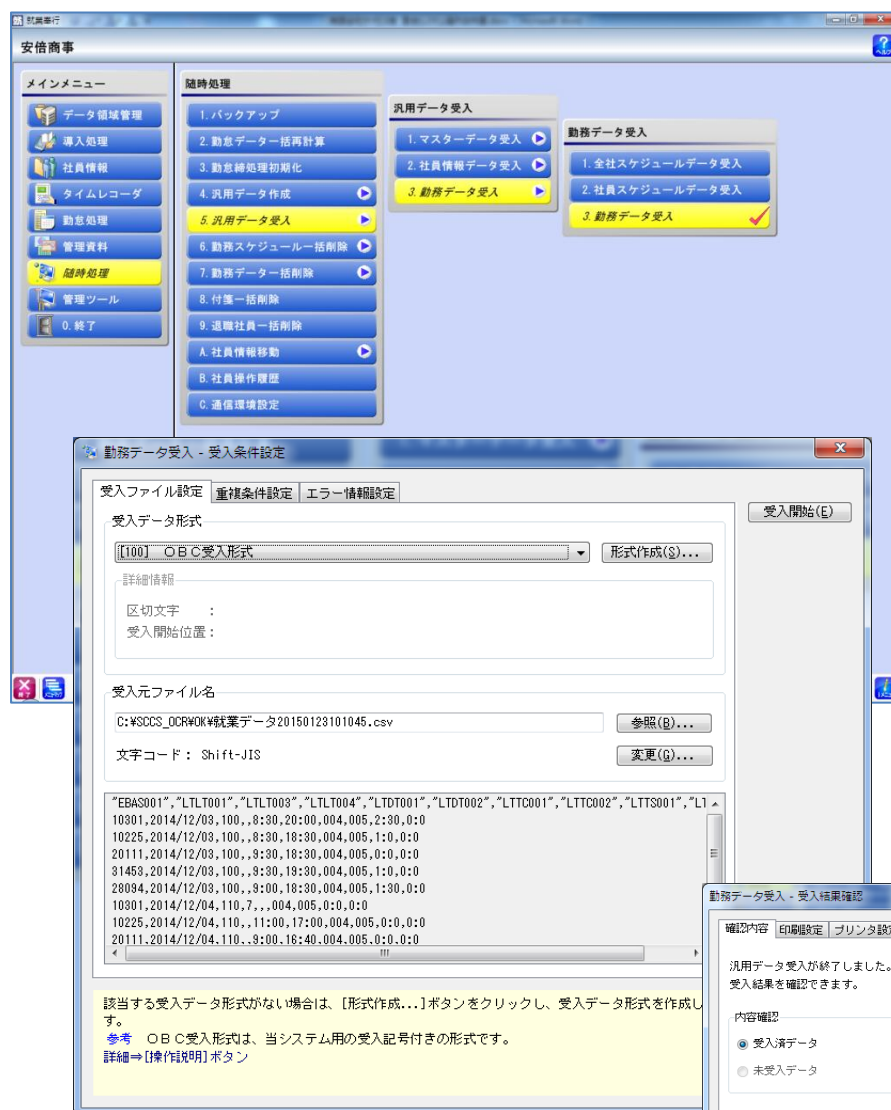 就業奉行
安倍商事
ヘルプ
メインメニュー
データ領域管理
導入処理
社員情報
タイムレコーダ
勤怠処理
管理資料
随時処理
管理ツール
0. 終了
随時処理
1. バックアップ
2. 勤怠データ一括再計算
3. 勤怠締処理初期化
4. 汎用データ作成
5. 汎用データ受入
6. 勤務スケジュール一括削除
7. 勤務データ一括削除
8. 付箋一括削除
9. 退職社員一括削除
A. 社員情報移動
B. 社員操作履歴
C. 通信環境設定
汎用データ受入
1. マスターデータ受入
2. 社員情報データ受入
3. 勤務データ受入
勤務データ受入
1. 全社スケジュールデータ受入
2. 社員スケジュールデータ受入
3. 勤務データ受入
終了
勤務データ受入 - 受入条件設定
受入ファイル設定 重複条件設定 エラー情報設定
受入開始(E)
受入データ形式
[100] OBC受入形式
形式作成(S)...
詳細情報
区切文字 :
受入開始位置 :
受入元ファイル名
C:¥SCCS_OCR¥OK¥就業データ20150123101045.csv
参照(B)...
文字コード : Shift-JIS
変更(G)...
"EBAS001","LTLT001","LTLT003","LTLT004","LTDT001","LTDT002","LTTC001","LTTC002","LTTS001","LT
10301,2014/12/03,100,,8:30,20:00,004,005,2:30,0:0
10225,2014/12/03,100,,8:30,18:30,004,005,1:0,0:0
20111,2014/12/03,100,,9:30,18:30,004,005,0:0,0:0
31453,2014/12/03,100,,9:30,19:30,004,005,1:0,0:0
28094,2014/12/03,100,,9:00,18:30,004,005,1:30,0:0
10301,2014/12/04,110,7,,,004,005,0:0,0:0
10225,2014/12/04,110,,11:00,17:00,004,005,0:0,0:0
20111,2014/12/04,110,,9:00,16:40,004,005,0:0,0:0
該当する受入データ形式がない場合は、[形式作成...]ボタンをクリックし、受入データ形式を作成し
す。
参考 OBC受入形式は、当システム用の受入記号付きの形式です。
詳細⇒[操作説明]ボタン
勤務データ受入 - 受入結果確認
確認内容 印刷設定 プリンタ設定
汎用データ受入が終了しました。
受入結果を確認できます。
内容確認
受入済データ
未受入データ